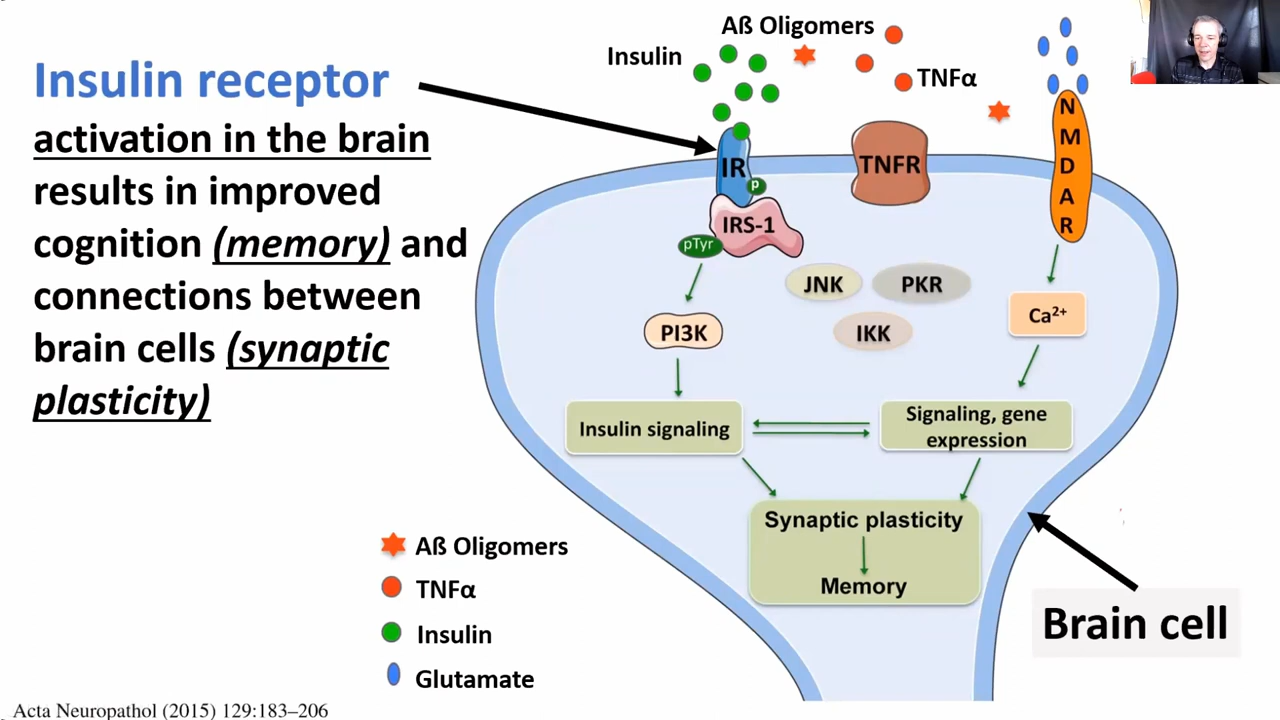 Insulin receptor
activation in the brain
results in improved
cognition (memory) and
connections between
brain cells (synaptic
plasticity)
Aß Oligomers
Insulin
TNFα
IR
p
IRS-1
pTyr
TNFR
N
M
D
A
R
JNK
PKR
IKK
Ca²⁺
PI3K
Insulin signaling
Signaling, gene
expression
Synaptic plasticity
Memory
Aß Oligomers
TNFα
Insulin
Glutamate
Brain cell
Acta Neuropathol (2015) 129:183–206